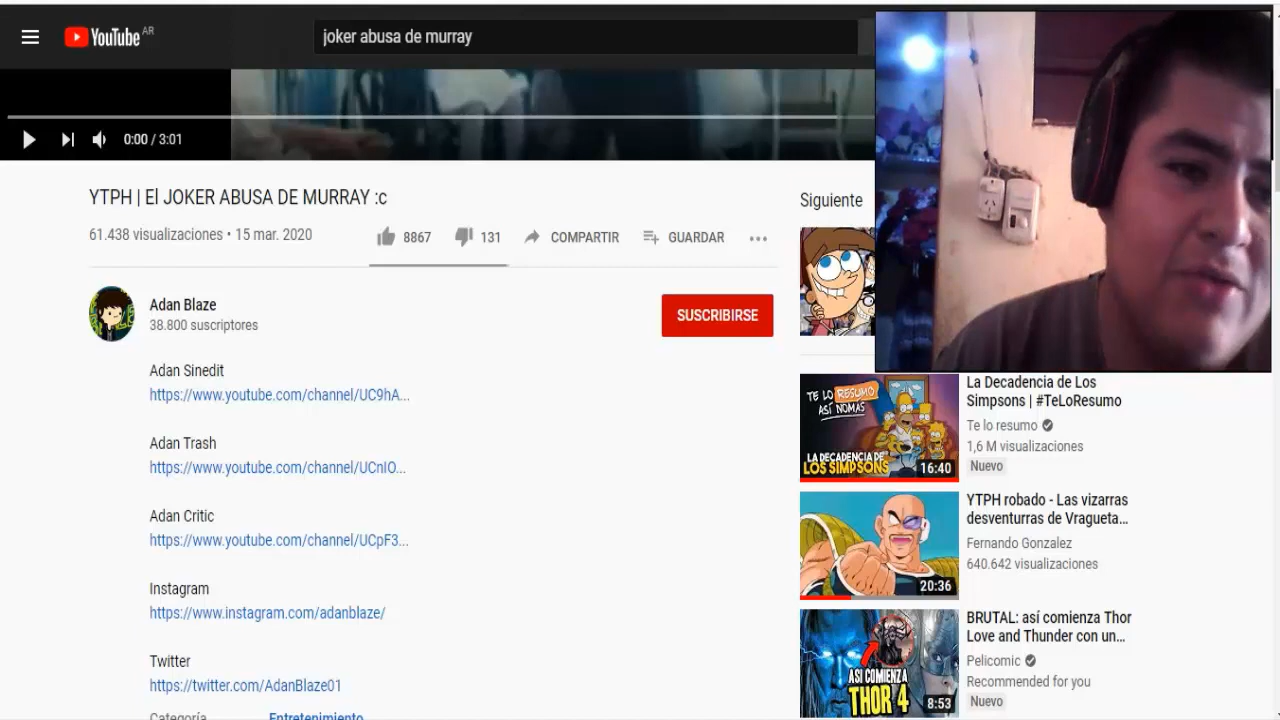 YouTube AR
joker abusa de murray
0:00 / 3:01
YTPH | El JOKER ABUSA DE MURRAY :c
61.438 visualizaciones • 15 mar. 2020
8867
131
COMPARTIR
GUARDAR
Adan Blaze
38.800 suscriptores
SUSCRIBIRSE
Adan Sinedit
https://www.youtube.com/channel/UC9hA...
Adan Trash
https://www.youtube.com/channel/UCnIO...
Adan Critic
https://www.youtube.com/channel/UCpF3...
Instagram
https://www.instagram.com/adanblaze/
Twitter
https://twitter.com/AdanBlaze01
Categoría
Entretenimiento
Siguiente
TE LO RESUMO
ASÍ NOMÁS
LA DECADENCIA DE
LOS SIMPSONS
16:40
La Decadencia de Los
Simpsons | #TeLoResumo
Te lo resumo
1,6 M visualizaciones
Nuevo
20:36
YTPH robado - Las vizarras
desventurras de Vragueta...
Fernando Gonzalez
640.642 visualizaciones
ASI COMIENZA
THOR 4
8:53
BRUTAL: así comienza Thor
Love and Thunder con un...
Pelicomic
Recommended for you
Nuevo